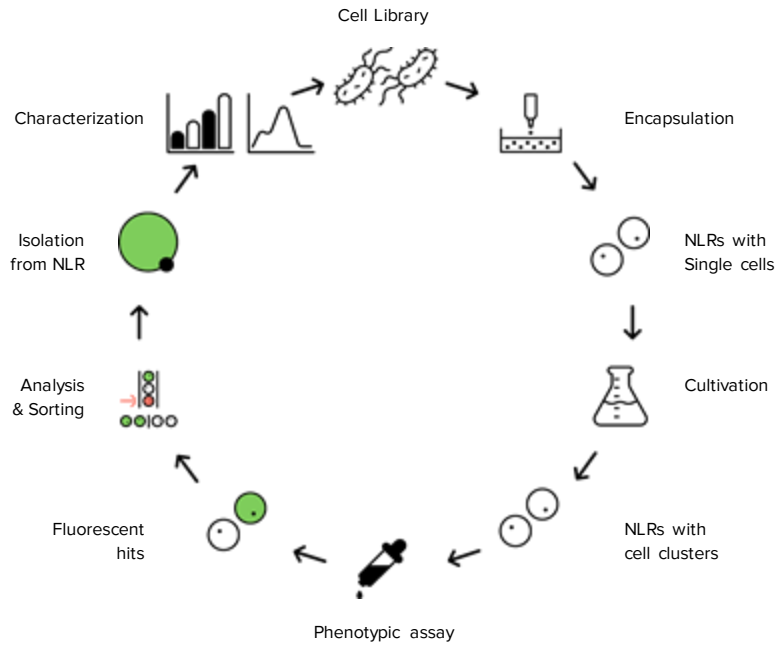 Cell Library
Encapsulation
NLRs with
Single cells
Cultivation
NLRs with
cell clusters
Phenotypic assay
Fluorescent
hits
Analysis
& Sorting
Isolation
from NLR
Characterization